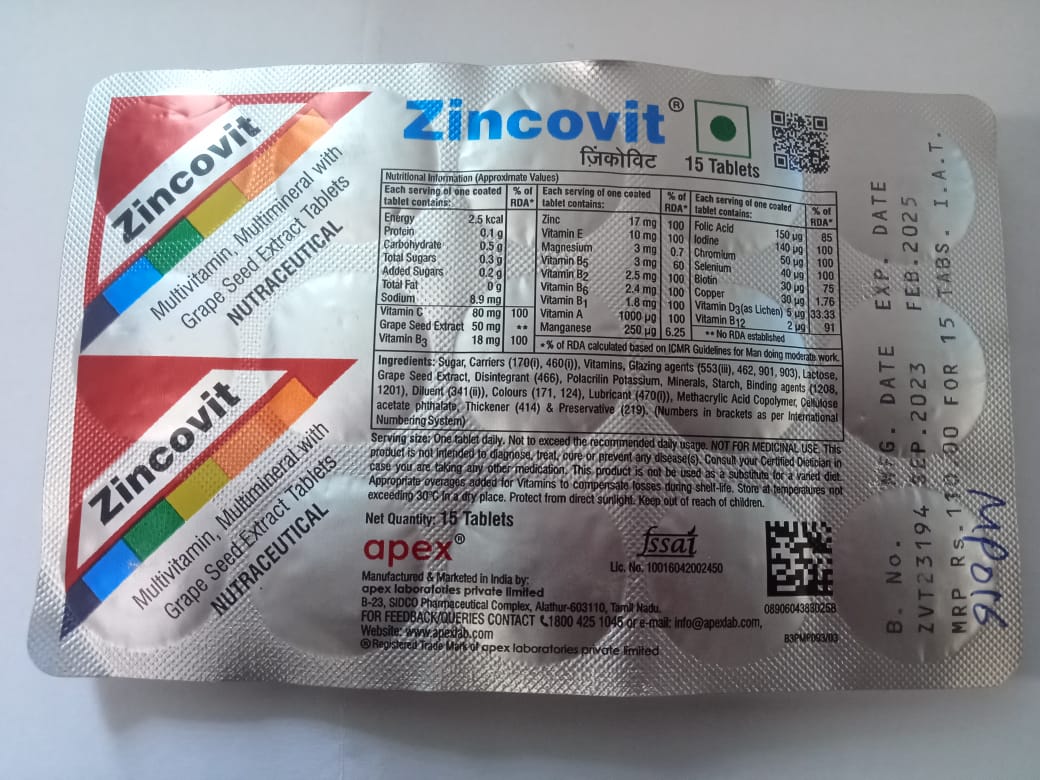 Zincovit
Multivitamin, Multimineral with
Grape Seed Extract Tablets
NUTRACEUTICAL
Zincovit
Multivitamin, Multimineral with
Grape Seed Extract Tablets
NUTRACEUTICAL
Zincovit®
ज़िंकोविट
15 Tablets
Nutritional Information (Approximate Values)
Each serving of one coated tablet contains: % of RDA*
Energy 2.5 kcal
Protein 0.1 g
Carbohydrate 0.5 g
Total Sugars 0.3 g
Added Sugars 0.2 g
Total Fat 0 g
Sodium 8.9 mg
Vitamin C 80 mg 100
Grape Seed Extract 50 mg **
Vitamin B3 18 mg 100
Each serving of one coated tablet contains: % of RDA*
Zinc 17 mg 100
Vitamin E 10 mg 100
Magnesium 3 mg 0.7
Vitamin B5 3 mg 60
Vitamin B2 2.5 mg 100
Vitamin B6 2.4 mg 100
Vitamin B1 1.8 mg 100
Vitamin A 1000 µg 100
Manganese 250 µg 6.25
Each serving of one coated tablet contains: % of RDA*
Folic Acid 150 µg 85
Iodine 140 µg 100
Chromium 50 µg 100
Selenium 40 µg 100
Biotin 30 µg 75
Copper 30 µg 1.76
Vitamin D3(as Lichen) 5 µg 33.33
Vitamin B12 2 µg 91
** No RDA established
*% of RDA calculated based on ICMR Guidelines for Man doing moderate work.
Ingredients: Sugar, Carriers (170(i), 460(i)), Vitamins, Glazing agents (553(iii), 462, 901, 903), Lactose,
Grape Seed Extract, Disintegrant (466), Polacrilin Potassium, Minerals, Starch, Binding agents (1208,
1201), Diluent (341(ii)), Colours (171, 124), Lubricant (470(i)), Methacrylic Acid Copolymer, Cellulose
acetate phthalate, Thickener (414) & Preservative (219). (Numbers in brackets as per International
Numbering System)
Serving size: One tablet daily. Not to exceed the recommended daily usage. NOT FOR MEDICINAL USE. This
product is not intended to diagnose, treat, cure or prevent any disease(s). Consult your Certified Dietician in
case you are taking any other medication. This product is not be used as a substitute for a varied diet.
Appropriate overages added for Vitamins to compensate losses during shelf-life. Store at temperatures not
exceeding 30°C in a dry place. Protect from direct sunlight. Keep out of reach of children.
Net Quantity: 15 Tablets
apex®
fssai
Lic. No. 10016042002450
Manufactured & Marketed in India by:
apex laboratories private limited
B-23, SIDCO Pharmaceutical Complex, Alathur-603110, Tamil Nadu.
FOR FEEDBACK/QUERIES CONTACT 1800 425 1045 or e-mail: info@apexlab.com,
Website: www.apexlab.com
® Registered Trade Mark of apex laboratories private limited
08906043830258
B3PMP093/03
B. No. MFG. DATE EXP. DATE
ZVT23194 SEP.2023 FEB.2025
MRP Rs. 00 FOR 15 TABS. I.A.T.